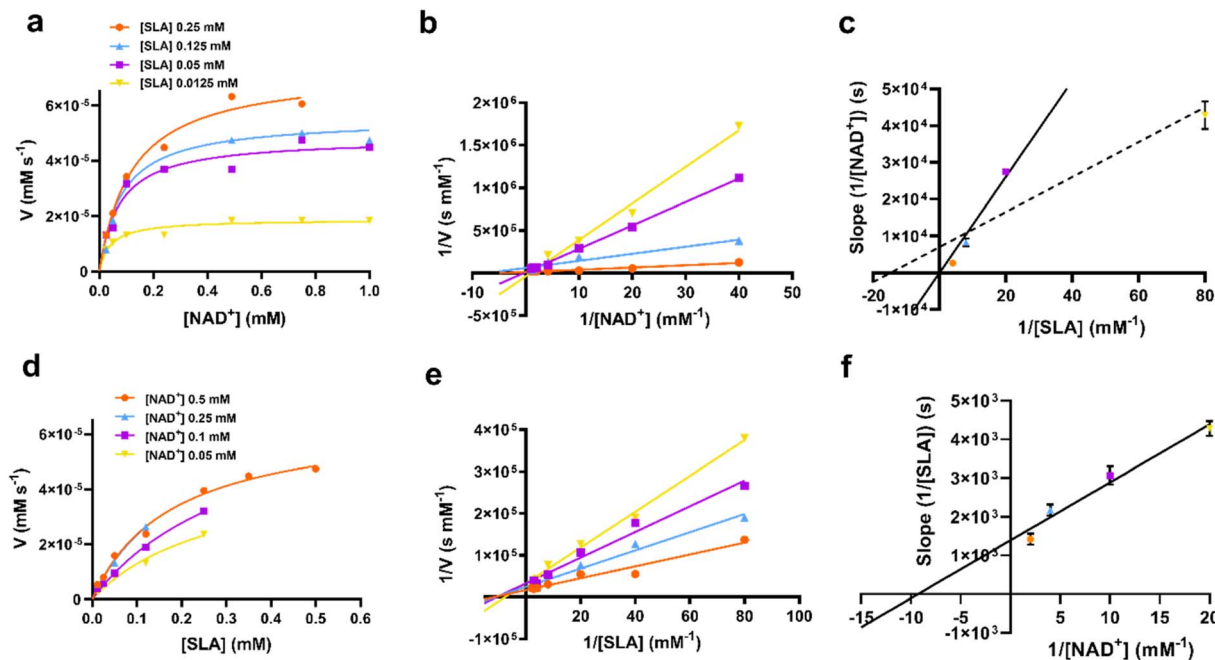 a
[SLA] 0.25 mM
[SLA] 0.125 mM
[SLA] 0.05 mM
[SLA] 0.0125 mM
6×10⁻⁵
4×10⁻⁵
2×10⁻⁵
0
V (mM s⁻¹)
0.0 0.2 0.4 0.6 0.8 1.0
[NAD⁺] (mM)
b
2×10⁶
1×10⁶
1×10⁶
5×10⁵
-5×10⁵
1/V (s mM⁻¹)
-10 10 20 30 40 50
1/[NAD⁺] (mM⁻¹)
c
5×10⁴
4×10⁴
3×10⁴
2×10⁴
1×10⁴
-1×10⁴
Slope (1/[NAD⁺]) (s)
-20 20 40 60 80
1/[SLA] (mM⁻¹)
d
[NAD⁺] 0.5 mM
[NAD⁺] 0.25 mM
[NAD⁺] 0.1 mM
[NAD⁺] 0.05 mM
6×10⁻⁵
4×10⁻⁵
2×10⁻⁵
0
V (mM s⁻¹)
0.0 0.1 0.2 0.3 0.4 0.5 0.6
[SLA] (mM)
e
4×10⁵
3×10⁵
2×10⁵
1×10⁵
-1×10⁵
1/V (s mM⁻¹)
20 40 60 80 100
1/[SLA] (mM⁻¹)
f
5×10³
4×10³
3×10³
2×10³
1×10³
-1×10³
Slope (1/[SLA]) (s)
-15 -10 -5 5 10 15 20
1/[NAD⁺] (mM⁻¹)